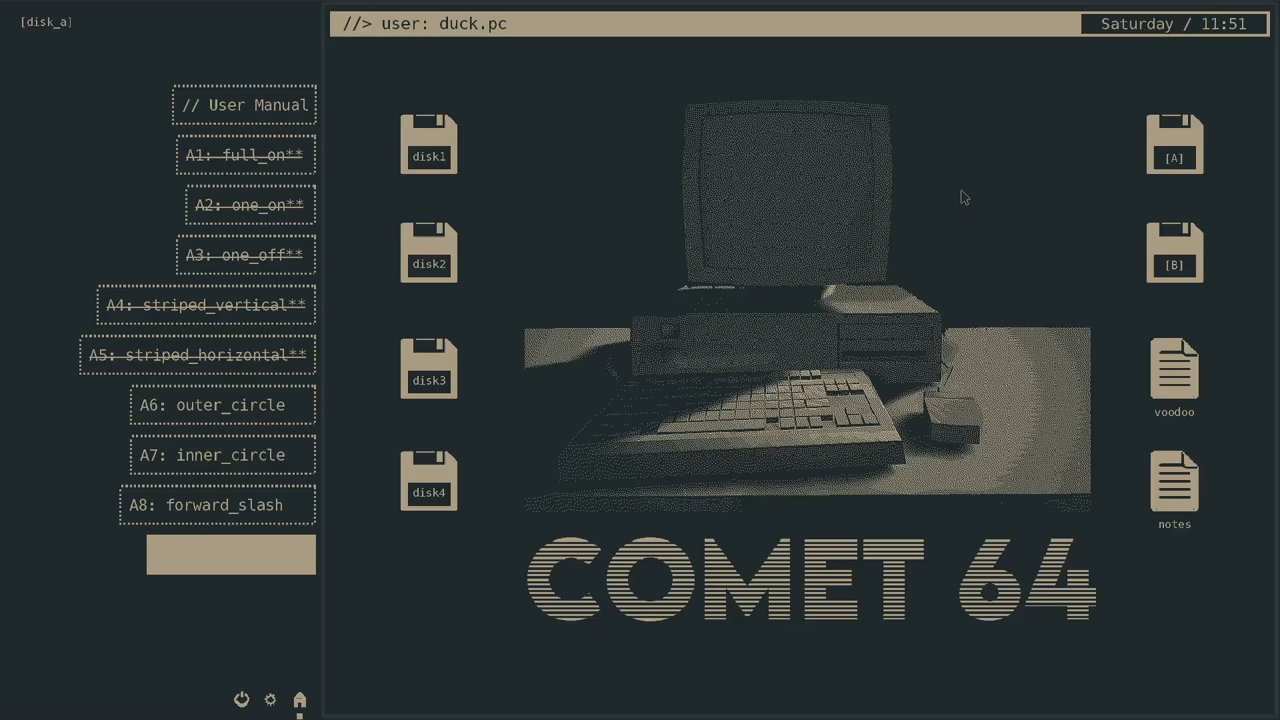 [disk_a]
//> user: duck.pc
Saturday / 11:51
// User Manual
A1: full_on**
A2: one_on**
A3: one_off**
A4: striped_vertical**
A5: striped_horizontal**
A6: outer_circle
A7: inner_circle
A8: forward_slash
disk1
disk2
disk3
disk4
[A]
[B]
voodoo
notes
COMET 64